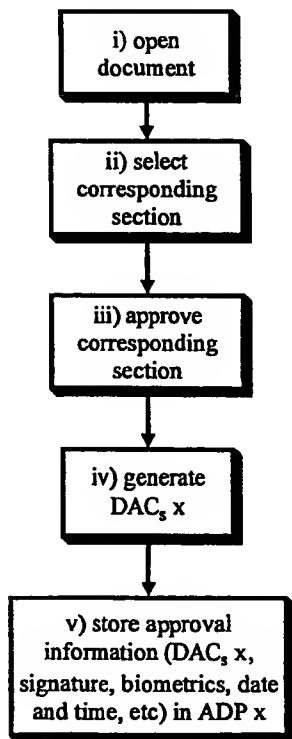 i) open
document
ii) select
corresponding
section
iii) approve
corresponding
section
iv) generate
DACₛ x
v) store approval
information (DACₛ x,
signature, biometrics, date
and time, etc) in ADP x